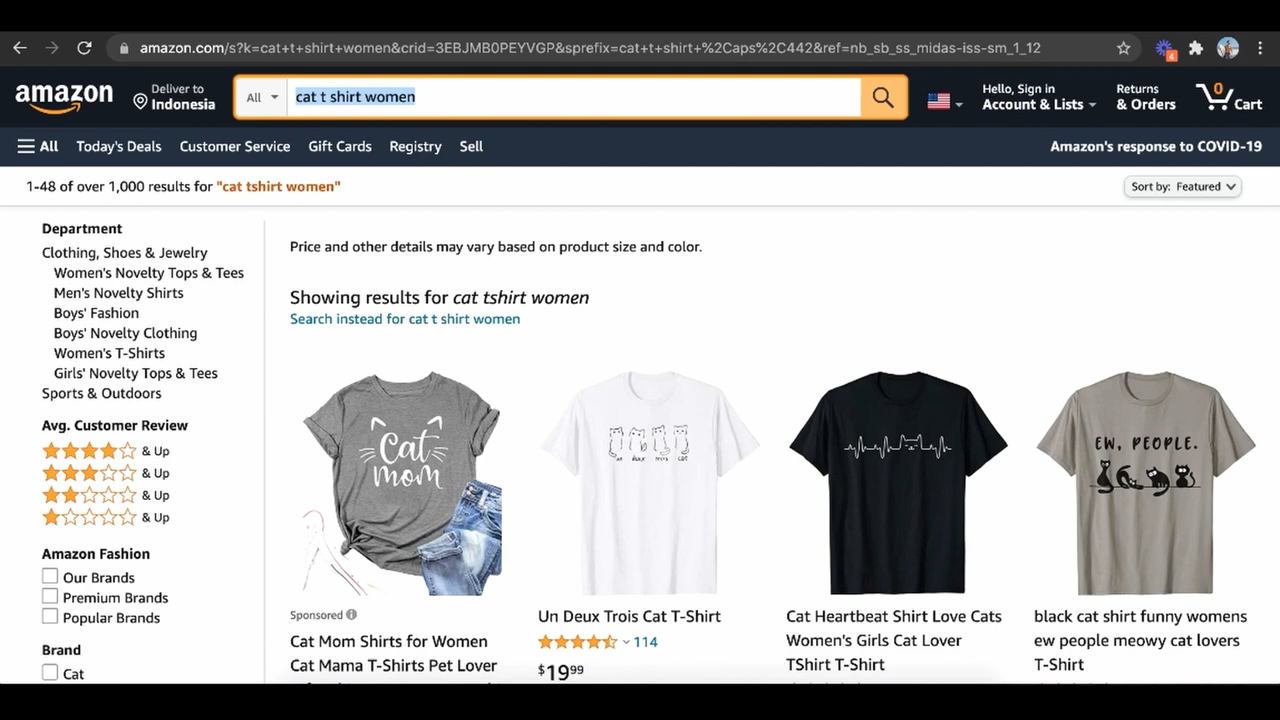 amazon.com/s?k=cat+t+shirt+women&crid=3EBJMB0PEYVGP&sprefix=cat+t+shirt+%2Caps%2C442&ref=nb_sb_ss_midas-iss-sm_1_12
4
amazon
Deliver to
Indonesia
All
cat t shirt women
Hello, Sign in
Account & Lists
Returns
& Orders
0
Cart
All
Today's Deals
Customer Service
Gift Cards
Registry
Sell
Amazon's response to COVID-19
1-48 of over 1,000 results for "cat tshirt women"
Sort by: Featured
Department
Clothing, Shoes & Jewelry
Women's Novelty Tops & Tees
Men's Novelty Shirts
Boys' Fashion
Boys' Novelty Clothing
Women's T-Shirts
Girls' Novelty Tops & Tees
Sports & Outdoors
Avg. Customer Review
& Up
& Up
& Up
& Up
Amazon Fashion
Our Brands
Premium Brands
Popular Brands
Brand
Cat
Price and other details may vary based on product size and color.
Showing results for cat tshirt women
Search instead for cat t shirt women
Cat
mom
un deux trois cat
EW, PEOPLE.
Sponsored
Cat Mom Shirts for Women
Cat Mama T-Shirts Pet Lover
Un Deux Trois Cat T-Shirt
114
$1999
Cat Heartbeat Shirt Love Cats
Women's Girls Cat Lover
TShirt T-Shirt
black cat shirt funny womens
ew people meowy cat lovers
T-Shirt